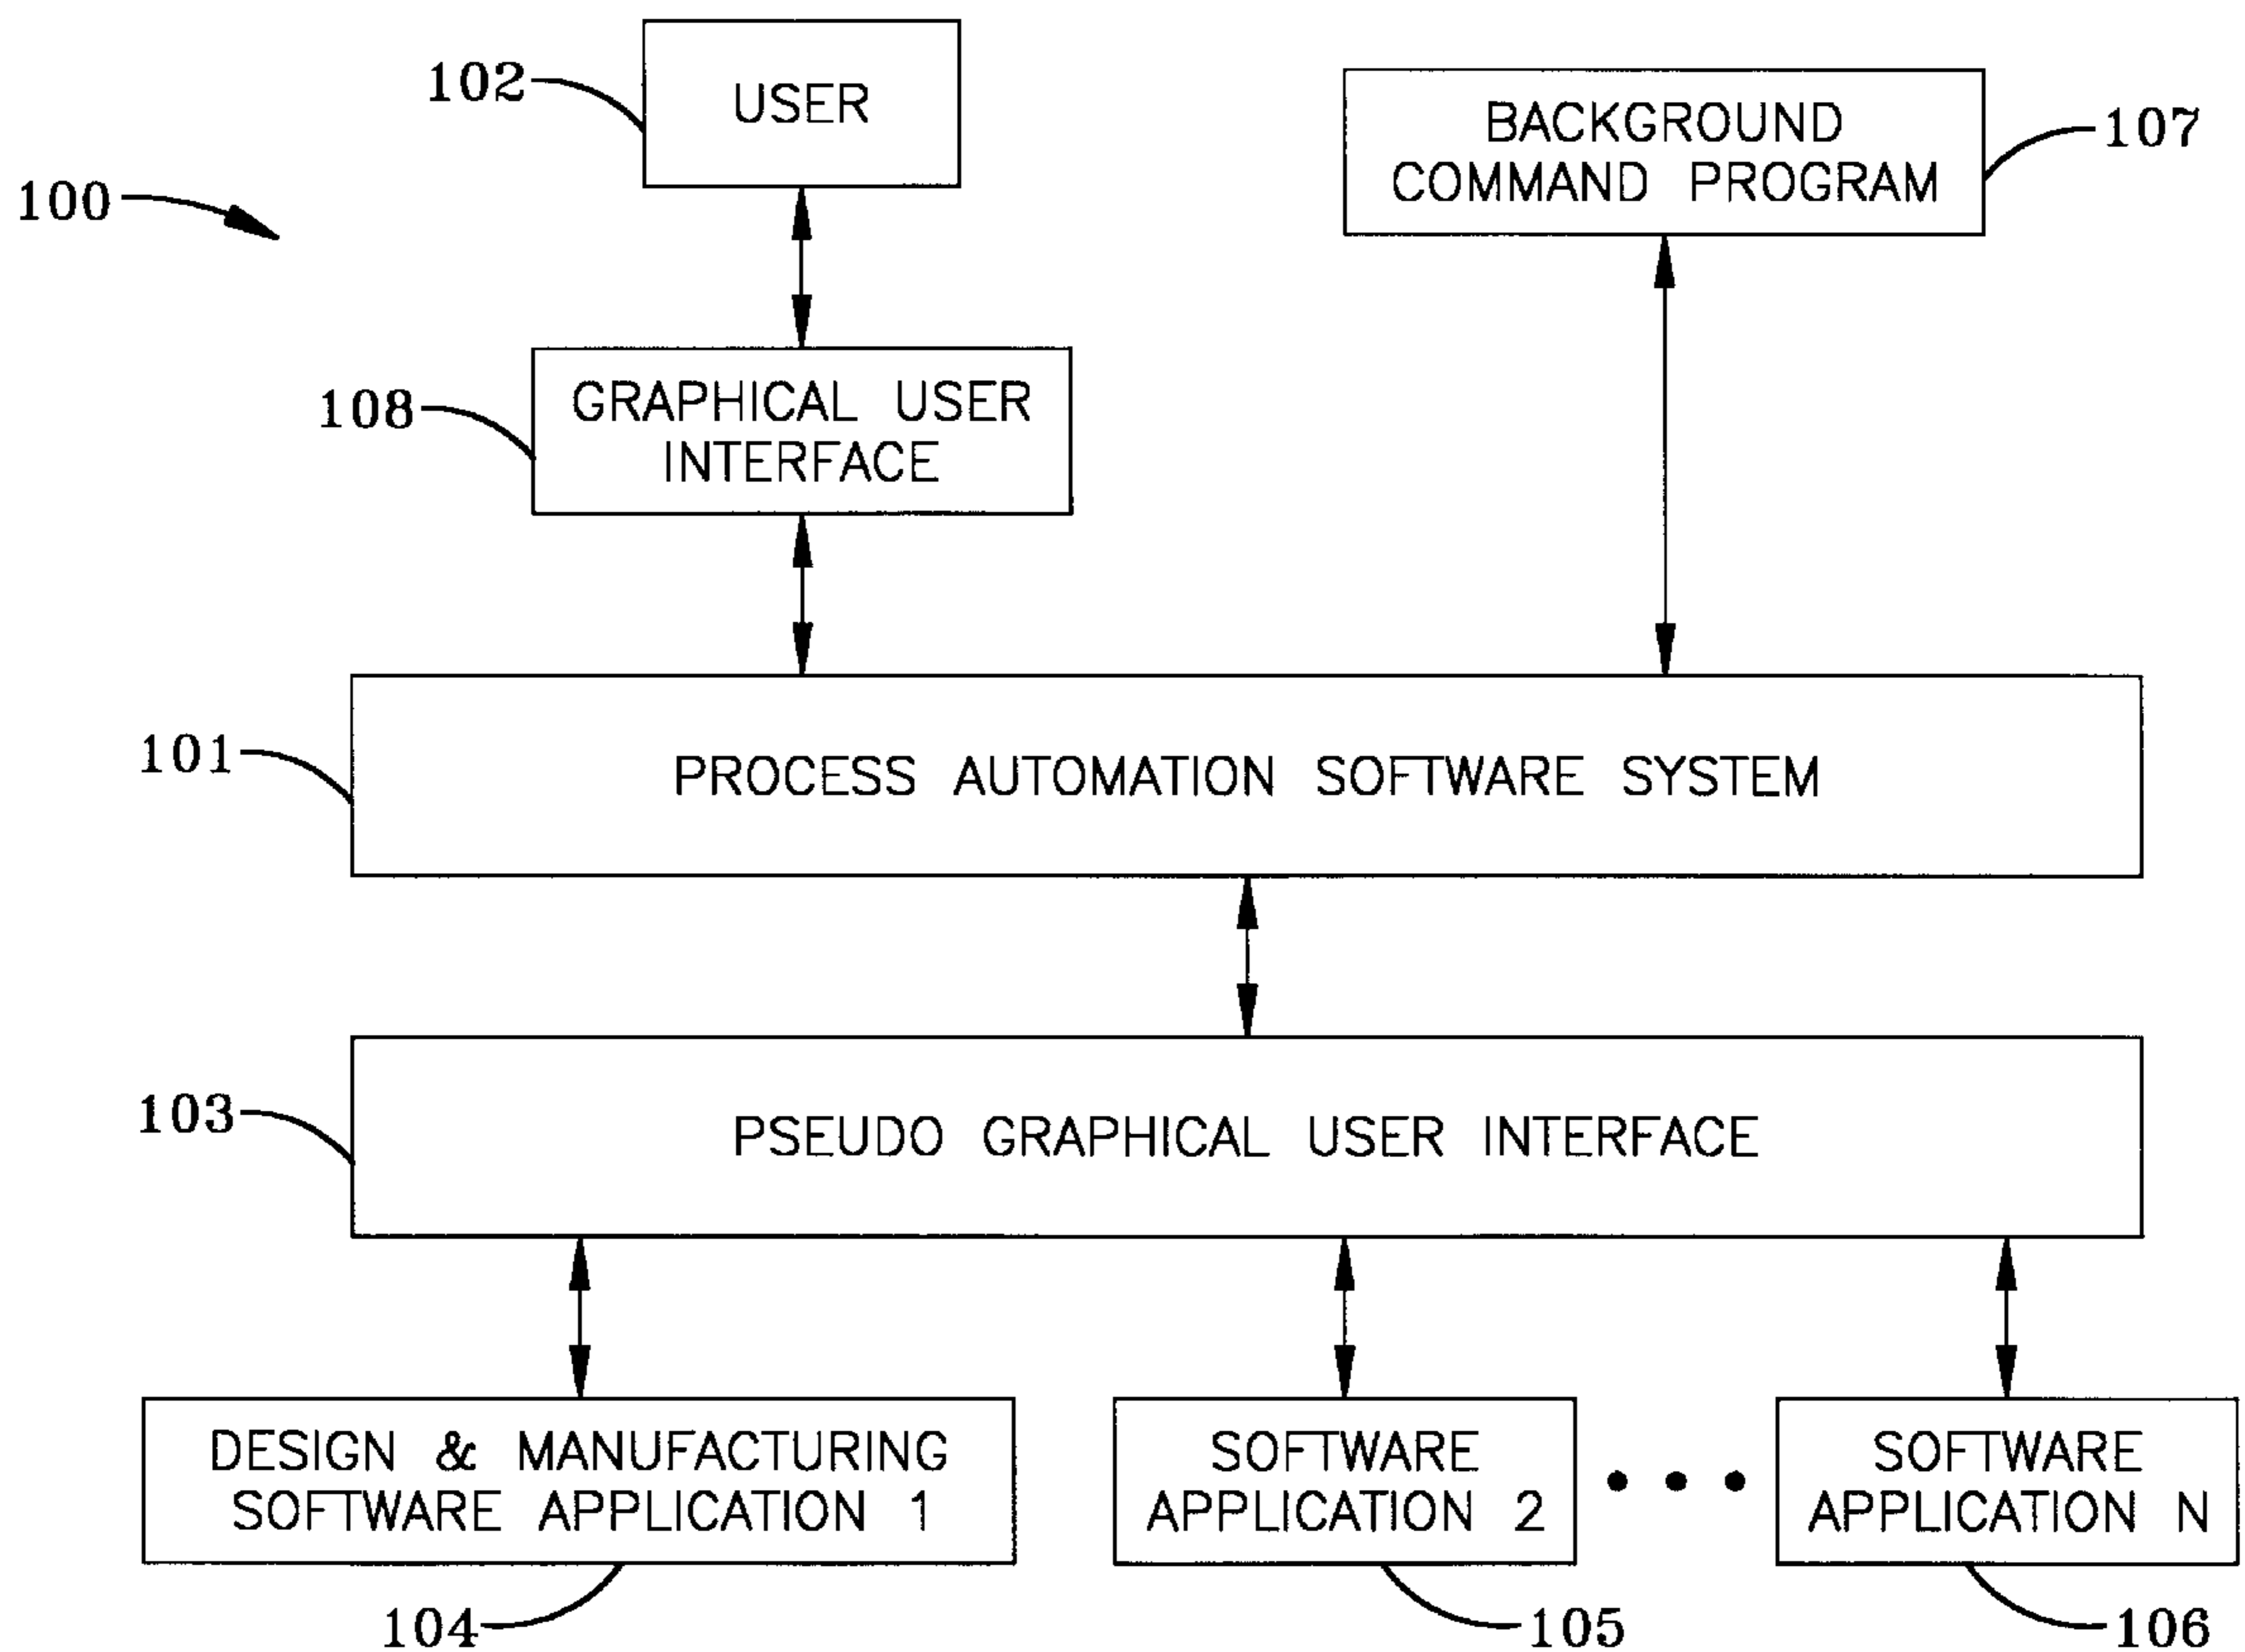 102
USER
BACKGROUND
COMMAND PROGRAM
107
100
108
GRAPHICAL USER
INTERFACE
101
PROCESS AUTOMATION SOFTWARE SYSTEM
103
PSEUDO GRAPHICAL USER INTERFACE
DESIGN & MANUFACTURING
SOFTWARE APPLICATION 1
SOFTWARE
APPLICATION 2
SOFTWARE
APPLICATION N
104
105
106